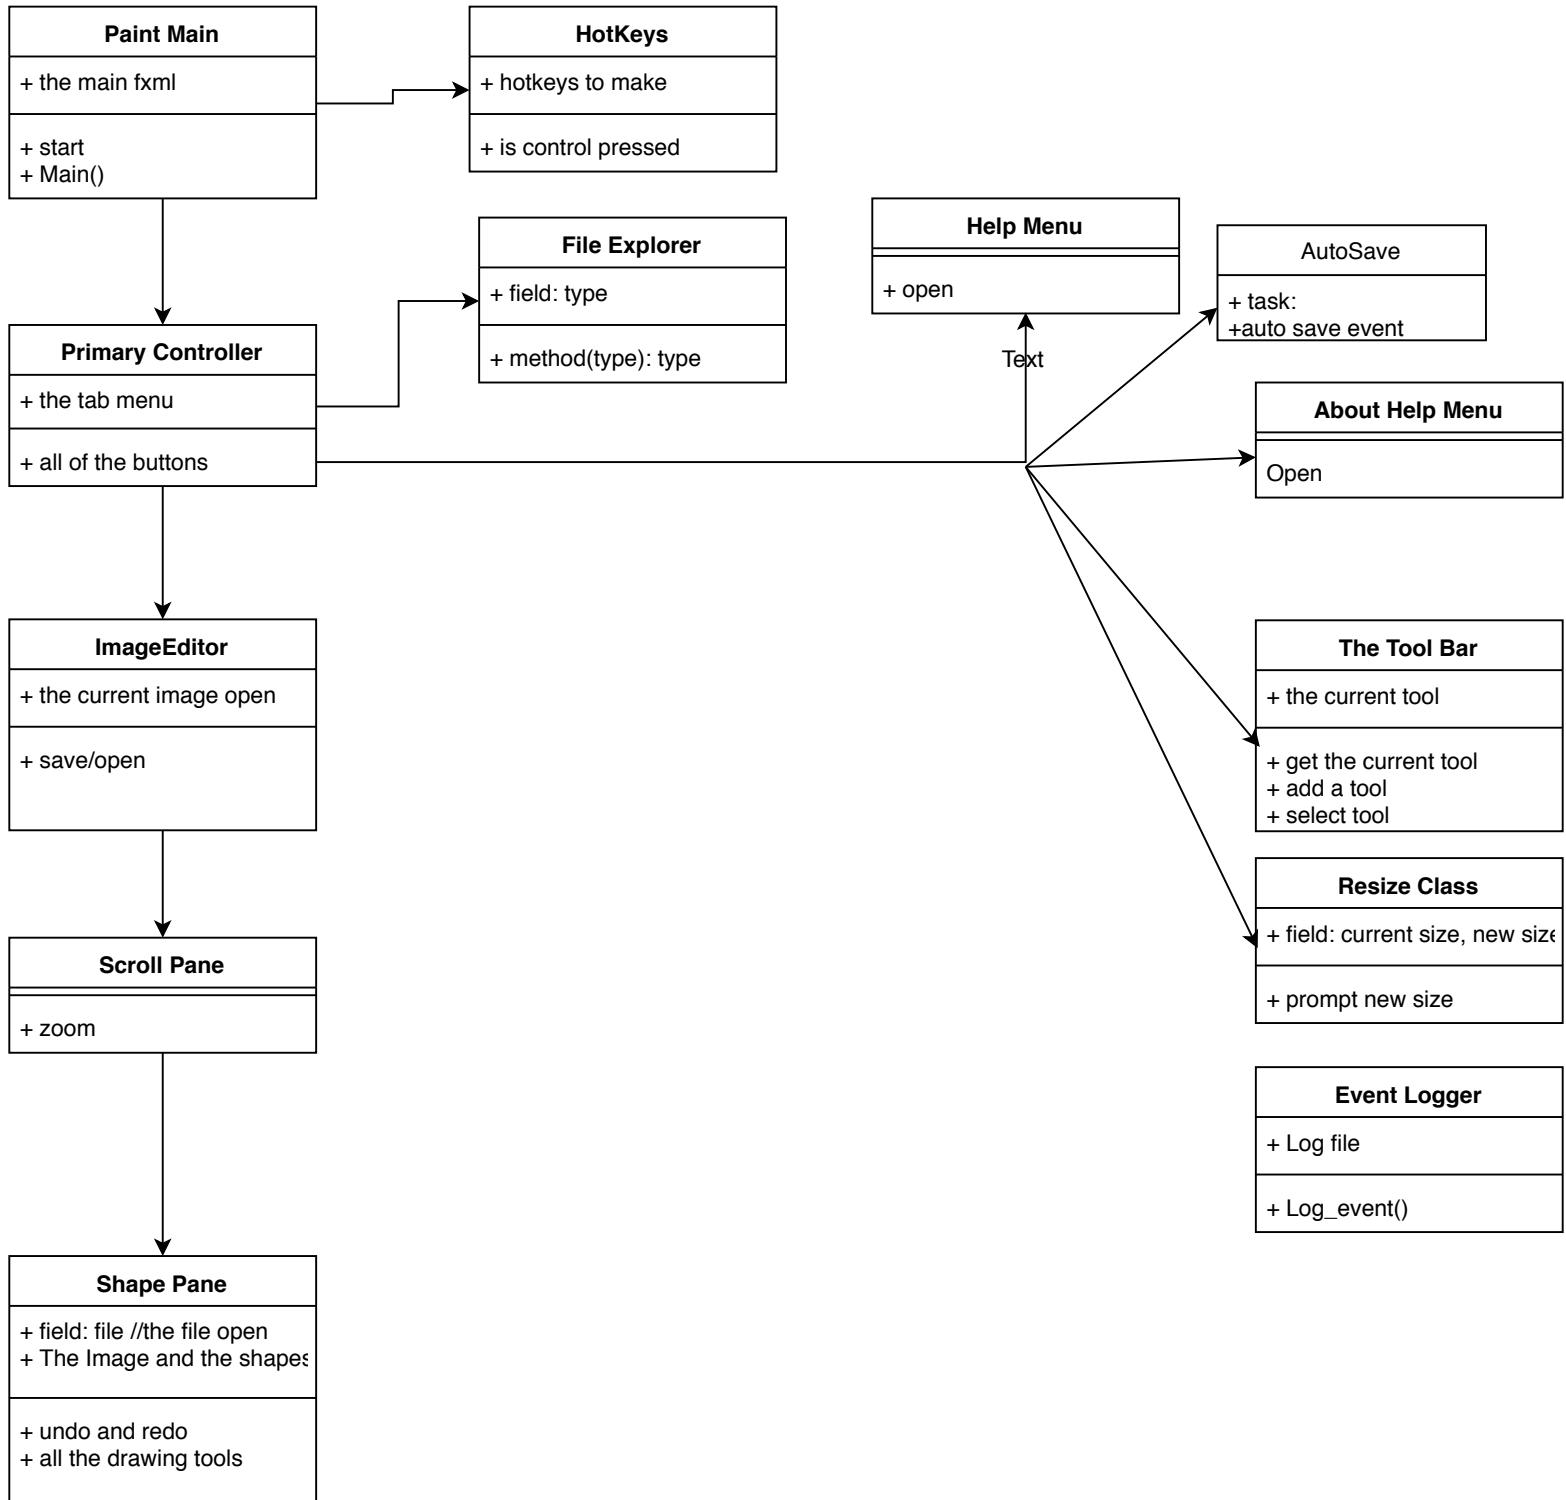 Paint Main
+ the main fxml
+ start
+ Main()
HotKeys
+ hotkeys to make
+ is control pressed
File Explorer
+ field: type
+ method(type): type
Help Menu
+ open
Text
AutoSave
+ task:
+auto save event
Primary Controller
+ the tab menu
+ all of the buttons
About Help Menu
Open
ImageEditor
+ the current image open
+ save/open
The Tool Bar
+ the current tool
+ get the current tool
+ add a tool
+ select tool
Resize Class
+ field: current size, new size
+ prompt new size
Scroll Pane
+ zoom
Event Logger
+ Log file
+ Log_event()
Shape Pane
+ field: file //the file open
+ The Image and the shapes
+ undo and redo
+ all the drawing tools